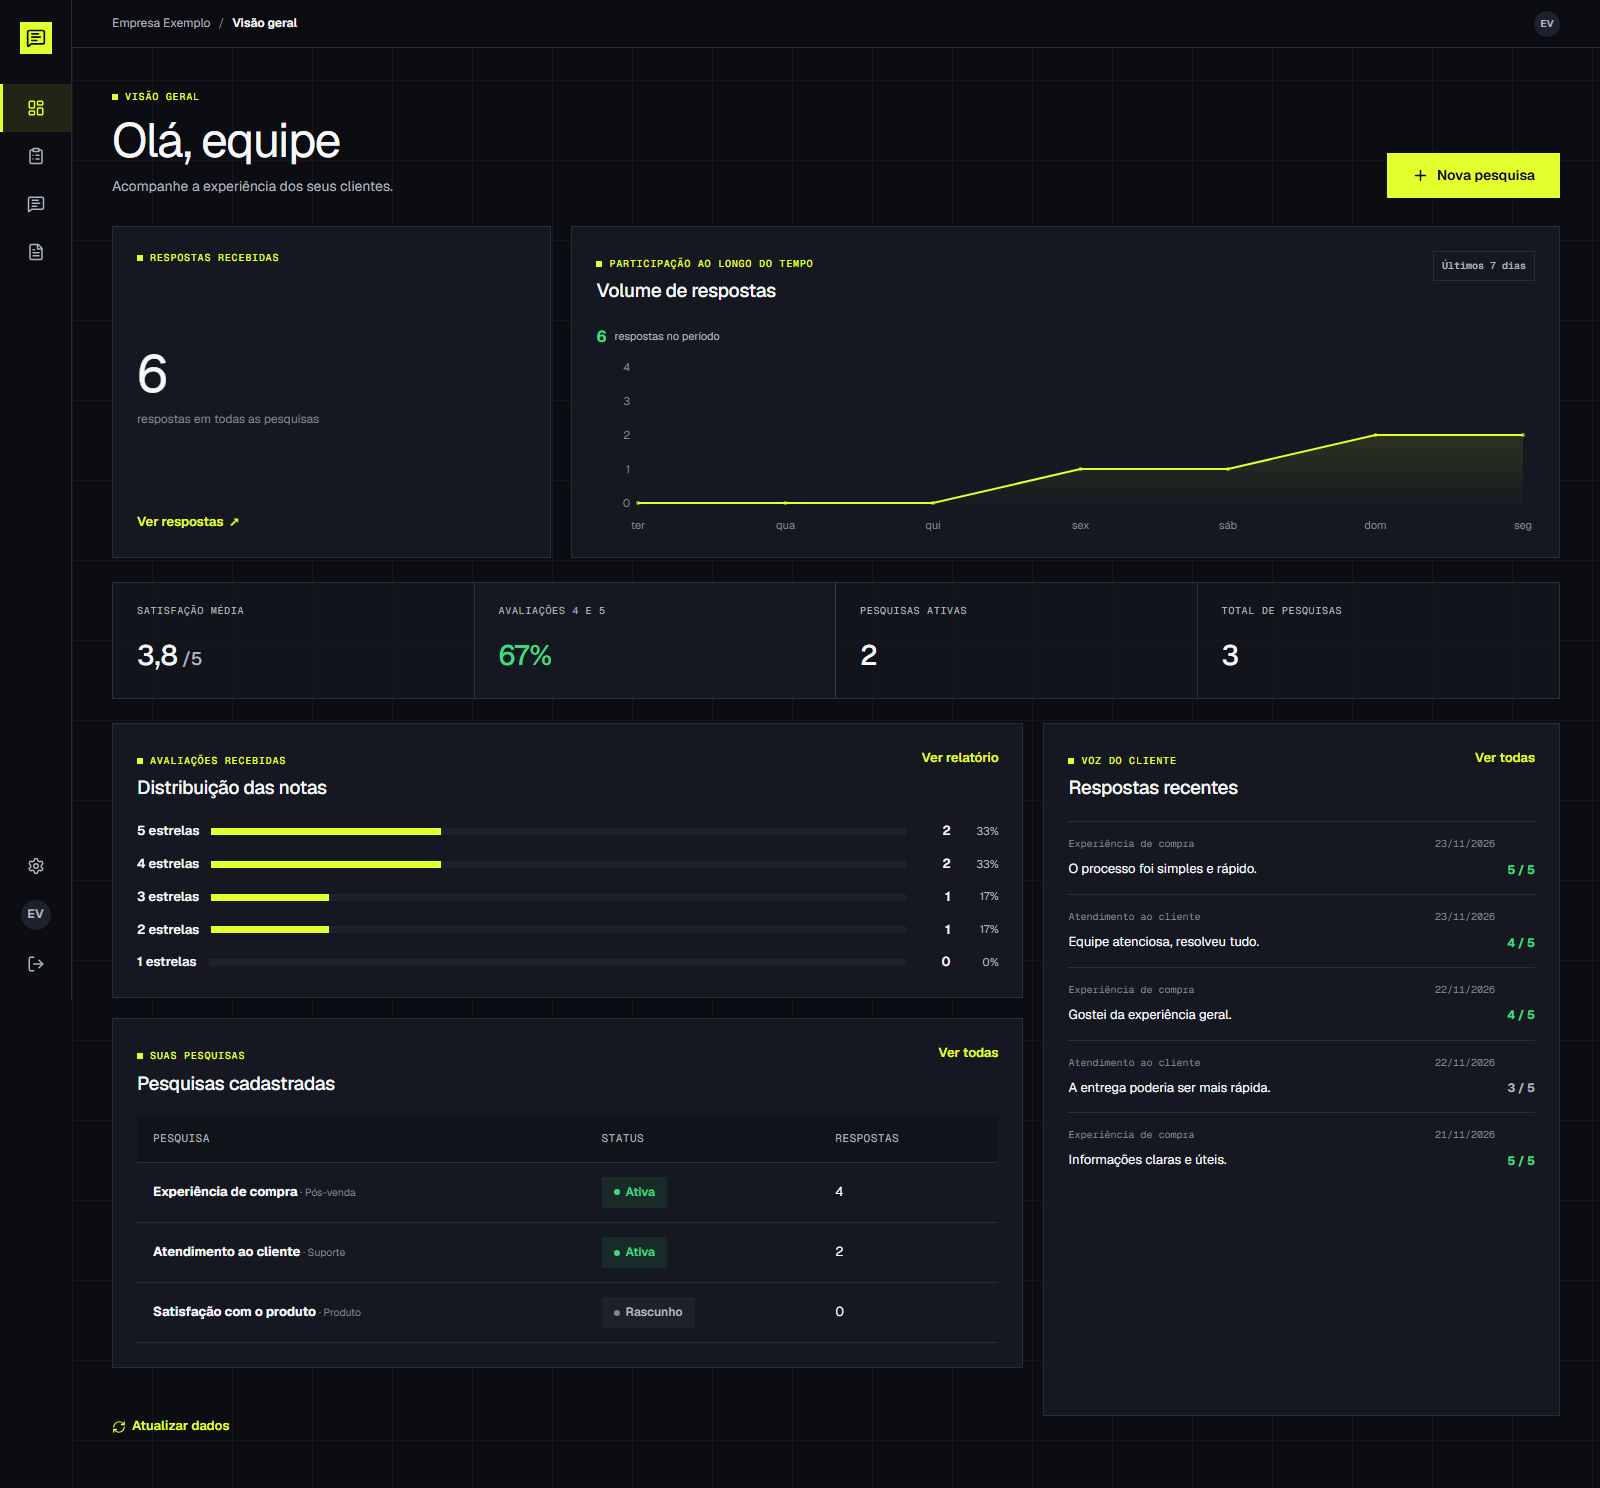 Empresa Exemplo / Visão geral
EV
VISÃO GERAL
Olá, equipe
Acompanhe a experiência dos seus clientes.
Nova pesquisa
RESPOSTAS RECEBIDAS
6
respostas em todas as pesquisas
Ver respostas ↗
PARTICIPAÇÃO AO LONGO DO TEMPO
Últimos 7 dias
Volume de respostas
6 respostas no período
4
3
2
1
0
ter qua qui sex sáb dom seg
SATISFAÇÃO MÉDIA
3,8 /5
AVALIAÇÕES 4 E 5
67%
PESQUISAS ATIVAS
2
TOTAL DE PESQUISAS
3
AVALIAÇÕES RECEBIDAS
Ver relatório
Distribuição das notas
5 estrelas 2 33%
4 estrelas 2 33%
3 estrelas 1 17%
2 estrelas 1 17%
1 estrelas 0 0%
VOZ DO CLIENTE
Ver todas
Respostas recentes
Experiência de compra 23/11/2026
O processo foi simples e rápido. 5 / 5
Atendimento ao cliente 23/11/2026
Equipe atenciosa, resolveu tudo. 4 / 5
Experiência de compra 22/11/2026
Gostei da experiência geral. 4 / 5
Atendimento ao cliente 22/11/2026
A entrega poderia ser mais rápida. 3 / 5
Experiência de compra 21/11/2026
Informações claras e úteis. 5 / 5
EV
SUAS PESQUISAS
Ver todas
Pesquisas cadastradas
PESQUISA STATUS RESPOSTAS
Experiência de compra · Pós-venda Ativa 4
Atendimento ao cliente · Suporte Ativa 2
Satisfação com o produto · Produto Rascunho 0
Atualizar dados